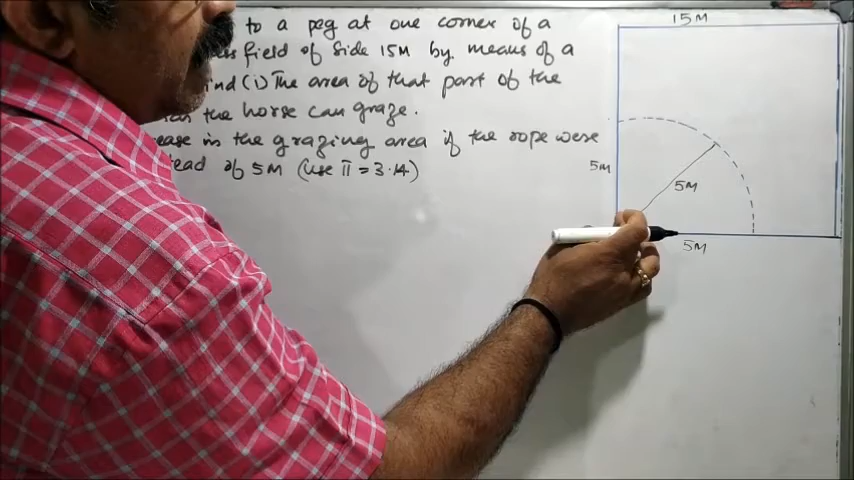 to a peg at one corner of a
field of side 15M by means of a
(i) The area of that part of the
the horse can graze.
in the grazing area if the rope were
of 5M (use π = 3.14)
15M
5M
5M
5M